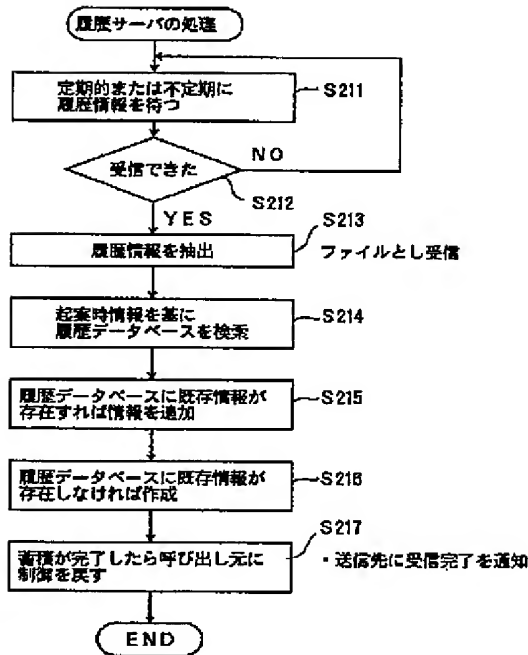 履歴サーバの処理
定期的または不定期に
履歴情報を待つ
S211
受信できた
NO
S212
YES
S213
履歴情報を抽出
ファイルとし受信
起案時情報を基に
履歴データベースを検索
S214
履歴データベースに既存情報が
存在すれば情報を追加
S215
履歴データベースに既存情報が
存在しなければ作成
S216
S217
蓄積が完了したら呼び出し元に
制御を戻す
・送信先に受信完了を通知
END